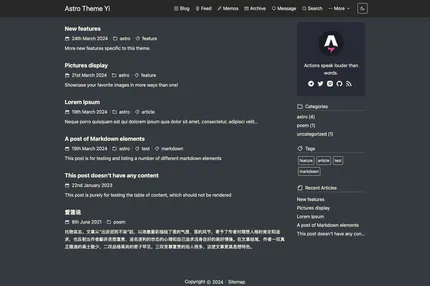 Astro Theme Yi
Blog Feed Memos Archive Message Search More
New features
24th March 2024 astro feature
More new features specific to this theme.
Pictures display
21st March 2024 astro feature
Showcase your favorite images in more ways than one!
Lorem Ipsum
19th March 2024 astro article
Neque porro quisquam est qui dolorem ipsum quia dolor sit amet, consectetur, adipisci velit...
A post of Markdown elements
19th March 2024 astro test markdown
This post is for testing and listing a number of different markdown elements
This post doesn't have any content
22nd January 2023
This post is purely for testing the table of content, which should not be rendered
爱莲说
8th June 2021 poem
Actions speak louder than
words.
Categories
astro (4)
poem (1)
uncategorized (1)
Tags
feature article test
markdown
Recent Articles
New features
Pictures display
Lorem Ipsum
A post of Markdown elements
This post doesn't have any con...
Copyright © 2024 Sitemap